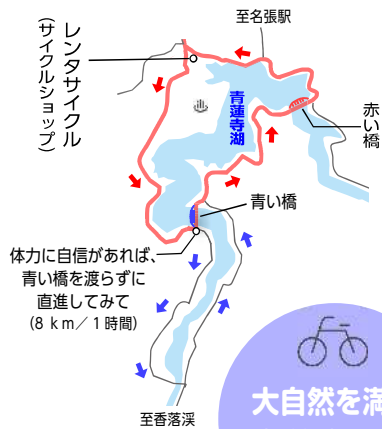 至名張駅
レンタサイクル
（サイクルショップ）
青蓮寺湖
赤い橋
青い橋
体力に自信があれば、
青い橋を渡らずに
直進してみて
(8 km／1時間)
至香落渓
大自然を満